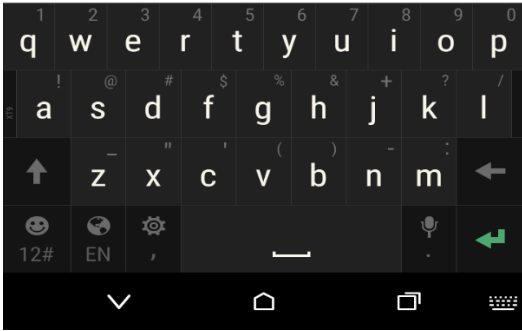 1 2 3 4 5 6 7 8 9 0
q w e r t y u i o p
! @ # $ % & + ? /
a s d f g h j k l
_ " ' ( ) - :
z x c v b n m
12# EN , .